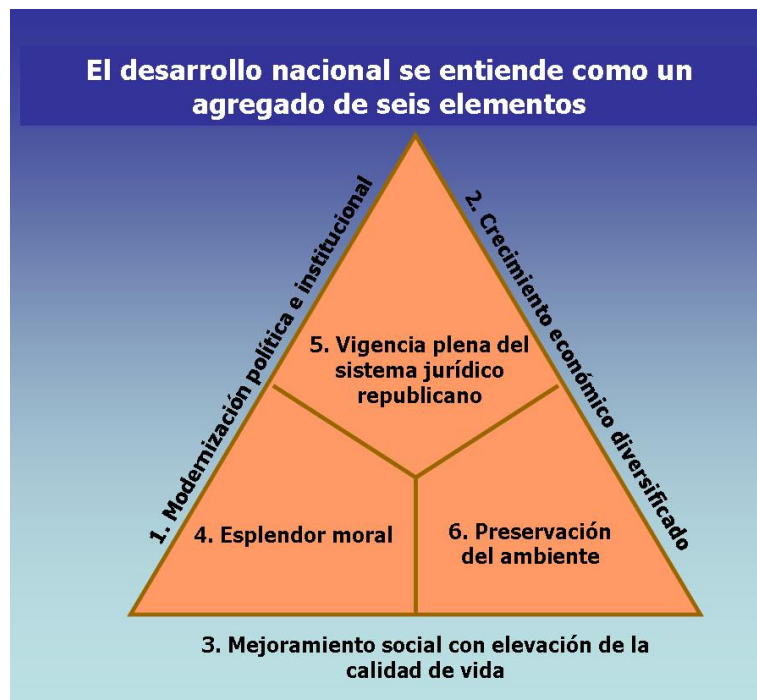 El desarrollo nacional se entiende como un
agregado de seis elementos
1. Modernización política e institucional
2. Crecimiento económico diversificado
5. Vigencia plena del
sistema jurídico
republicano
4. Esplendor moral
6. Preservación
del ambiente
3. Mejoramiento social con elevación de la
calidad de vida